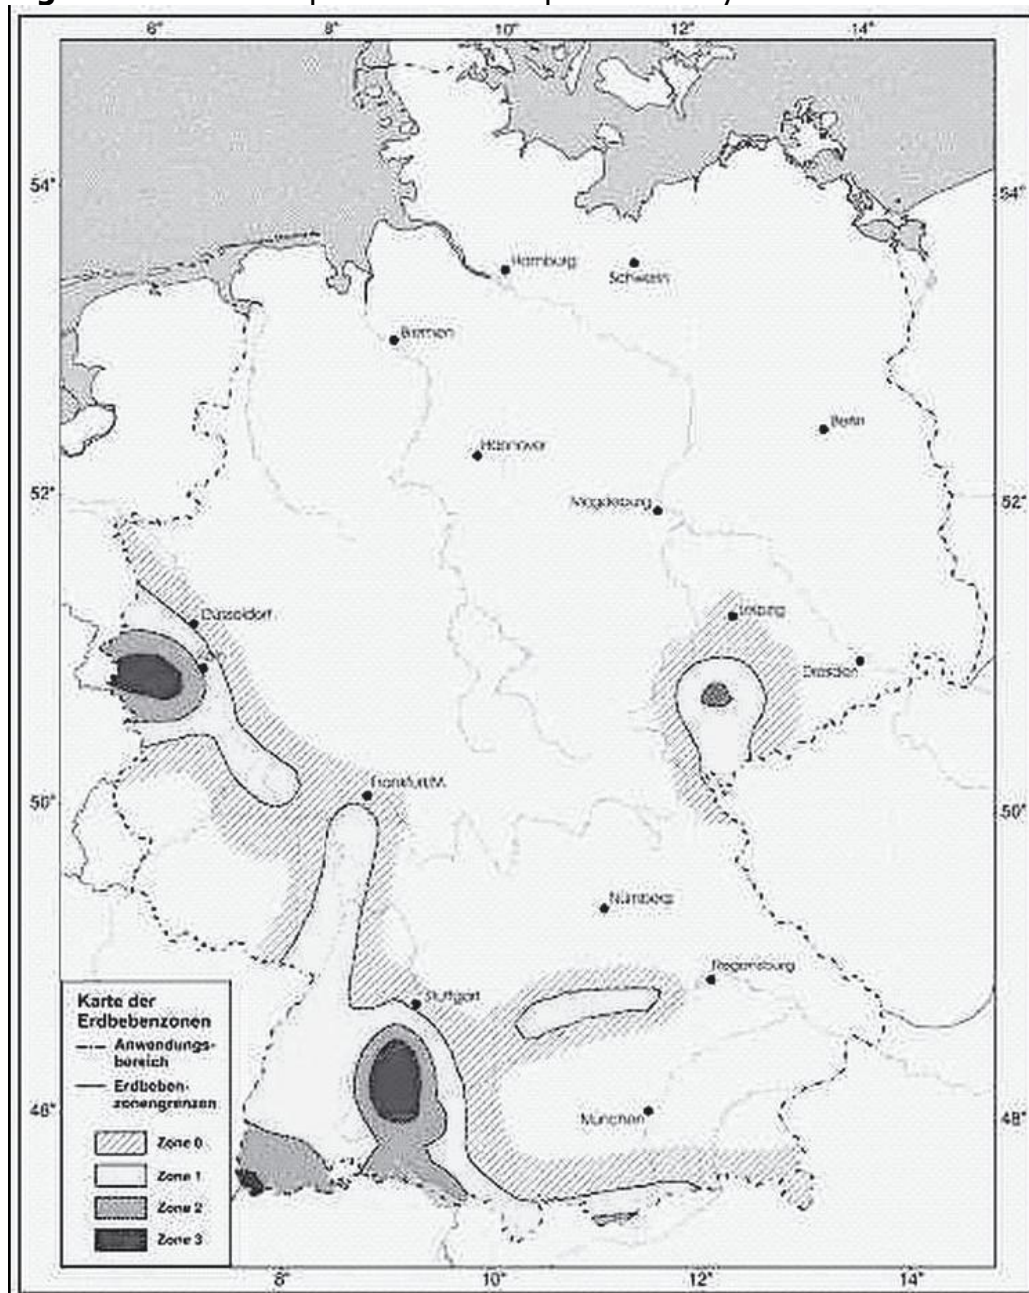 6°
8°
10°
12°
14°
54°
54°
Hamburg
Schwerin
Bremen
Berlin
Hannover
52°
Magdeburg
52°
Düsseldorf
Leipzig
Dresden
50°
Frankfurt/M.
50°
Nürnberg
Regensburg
Stuttgart
Karte der
Erdbebenzonen
Anwendungs-
bereich
Erdbeben-
zonengrenzen
48°
München
48°
Zone 0
Zone 1
Zone 2
Zone 3
8°
10°
12°
14°